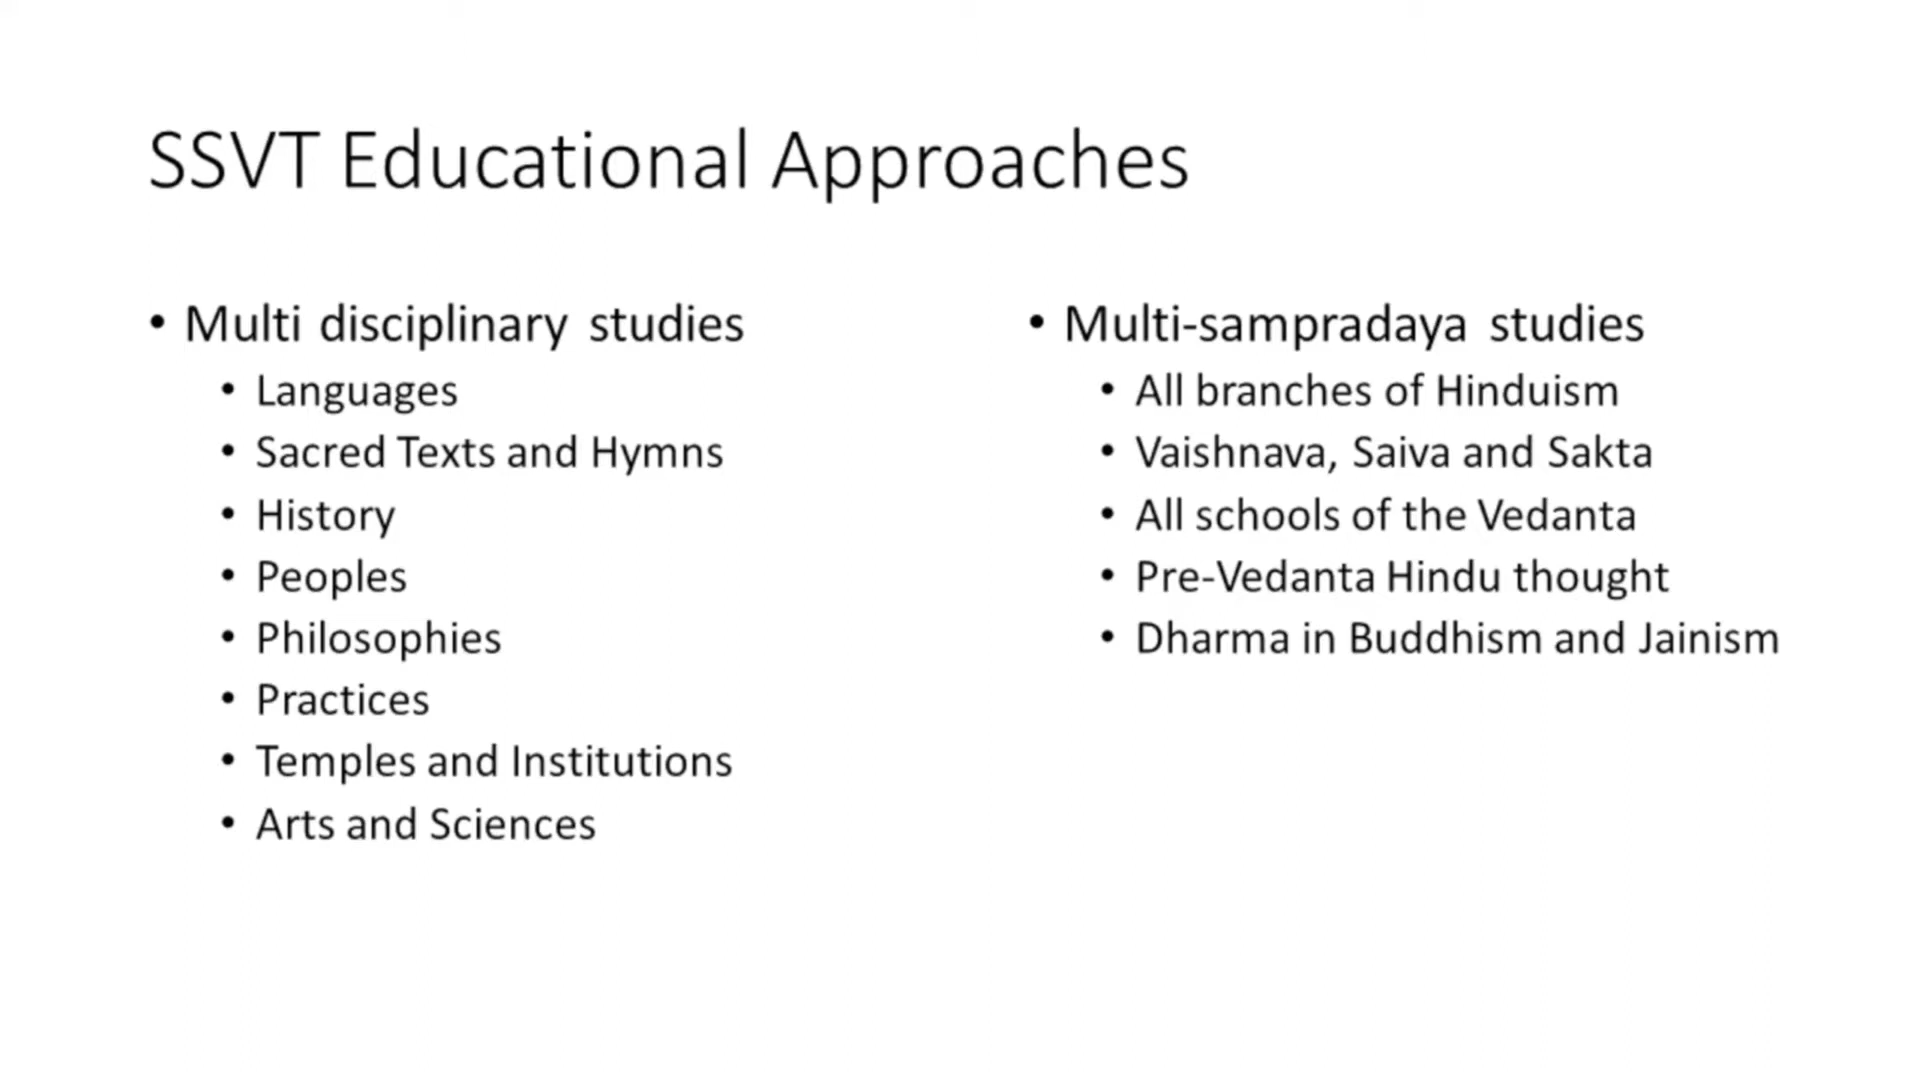 SSVT Educational Approaches
• Multi disciplinary studies
• Languages
• Sacred Texts and Hymns
• History
• Peoples
• Philosophies
• Practices
• Temples and Institutions
• Arts and Sciences
• Multi-sampradaya studies
• All branches of Hinduism
• Vaishnava, Saiva and Sakta
• All schools of the Vedanta
• Pre-Vedanta Hindu thought
• Dharma in Buddhism and Jainism